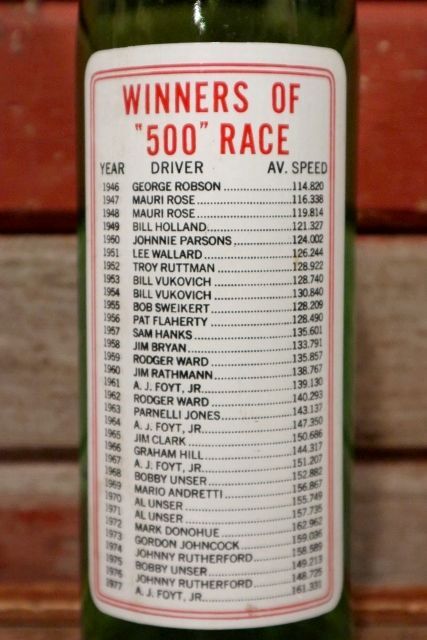 WINNERS OF
"500" RACE
YEAR DRIVER AV. SPEED
1946 GEORGE ROBSON 114.820
1947 MAURI ROSE 116.338
1948 MAURI ROSE 119.814
1949 BILL HOLLAND 121.327
1950 JOHNNIE PARSONS 124.002
1951 LEE WALLARD 126.244
1952 TROY RUTTMAN 128.922
1953 BILL VUKOVICH 128.740
1954 BILL VUKOVICH 130.840
1955 BOB SWEIKERT 128.209
1956 PAT FLAHERTY 128.490
1957 SAM HANKS 135.601
1958 JIM BRYAN 133.791
1959 RODGER WARD 135.857
1960 JIM RATHMANN 138.767
1961 A. J. FOYT, JR. 139.130
1962 RODGER WARD 140.293
1963 PARNELLI JONES 143.137
1964 A. J. FOYT, JR. 147.350
1965 JIM CLARK 150.686
1966 GRAHAM HILL 144.317
1967 A. J. FOYT, JR. 151.207
1968 BOBBY UNSER 152.882
1969 MARIO ANDRETTI 156.867
1970 AL UNSER 155.749
1971 AL UNSER 157.735
1972 MARK DONOHUE 162.962
1973 GORDON JOHNCOCK 159.036
1974 JOHNNY RUTHERFORD 158.589
1975 BOBBY UNSER 149.213
1976 JOHNNY RUTHERFORD 148.725
1977 A. J. FOYT, JR. 161.331